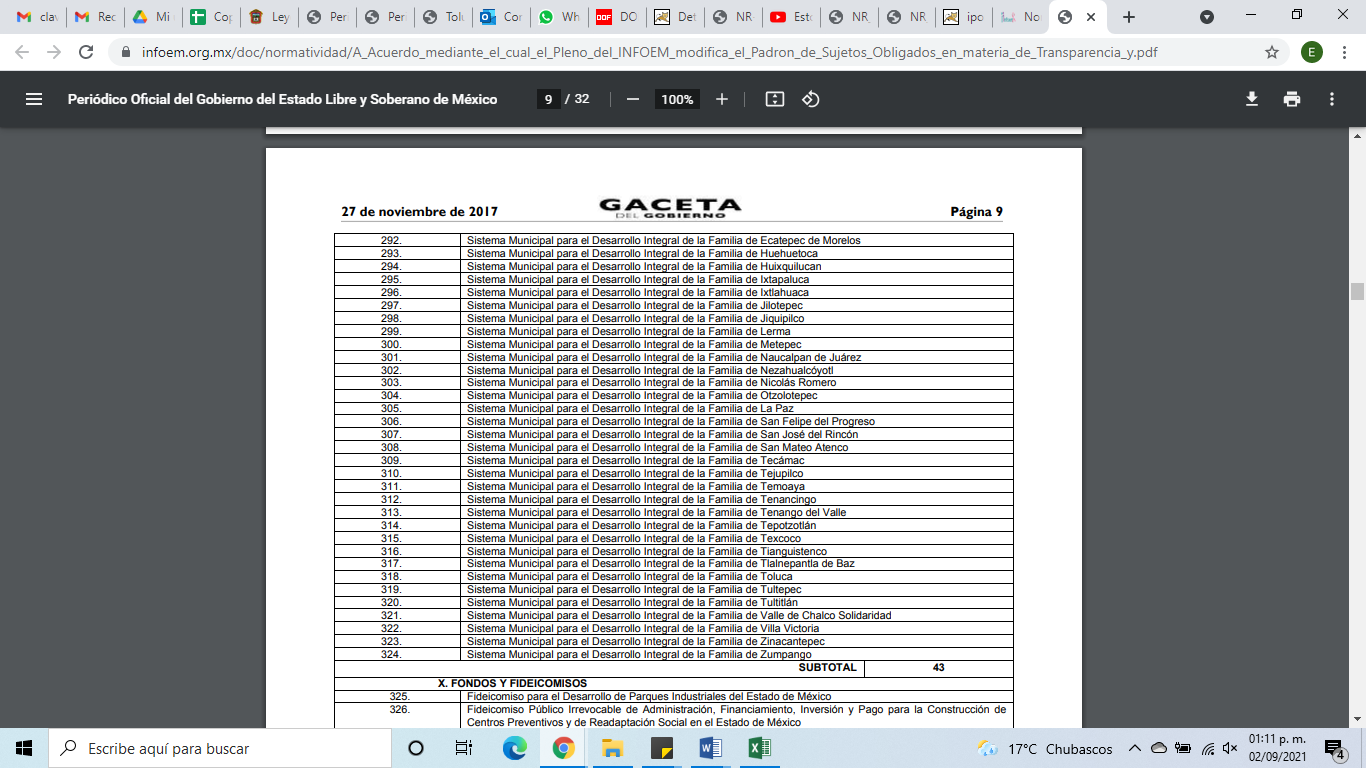 clav
Rec
Mi
Cop
Ley
Per
Per
Tolu
Cor
Wh
DOF DO
Det
NR
Esto
NR
NR
ipo
No
infoem.org.mx/doc/normatividad/A_Acuerdo_mediante_el_cual_el_Pleno_del_INFOEM_modifica_el_Padron_de_Sujetos_Obligados_en_materia_de_Transparencia_y.pdf
E
Periódico Oficial del Gobierno del Estado Libre y Soberano de México 9 / 32 100%
27 de noviembre de 2017 GACETA DEL GOBIERNO Página 9
292. Sistema Municipal para el Desarrollo Integral de la Familia de Ecatepec de Morelos
293. Sistema Municipal para el Desarrollo Integral de la Familia de Huehuetoca
294. Sistema Municipal para el Desarrollo Integral de la Familia de Huixquilucan
295. Sistema Municipal para el Desarrollo Integral de la Familia de Ixtapaluca
296. Sistema Municipal para el Desarrollo Integral de la Familia de Ixtlahuaca
297. Sistema Municipal para el Desarrollo Integral de la Familia de Jilotepec
298. Sistema Municipal para el Desarrollo Integral de la Familia de Jiquipilco
299. Sistema Municipal para el Desarrollo Integral de la Familia de Lerma
300. Sistema Municipal para el Desarrollo Integral de la Familia de Metepec
301. Sistema Municipal para el Desarrollo Integral de la Familia de Naucalpan de Juárez
302. Sistema Municipal para el Desarrollo Integral de la Familia de Nezahualcóyotl
303. Sistema Municipal para el Desarrollo Integral de la Familia de Nicolás Romero
304. Sistema Municipal para el Desarrollo Integral de la Familia de Otzolotepec
305. Sistema Municipal para el Desarrollo Integral de la Familia de La Paz
306. Sistema Municipal para el Desarrollo Integral de la Familia de San Felipe del Progreso
307. Sistema Municipal para el Desarrollo Integral de la Familia de San José del Rincón
308. Sistema Municipal para el Desarrollo Integral de la Familia de San Mateo Atenco
309. Sistema Municipal para el Desarrollo Integral de la Familia de Tecámac
310. Sistema Municipal para el Desarrollo Integral de la Familia de Tejupilco
311. Sistema Municipal para el Desarrollo Integral de la Familia de Temoaya
312. Sistema Municipal para el Desarrollo Integral de la Familia de Tenancingo
313. Sistema Municipal para el Desarrollo Integral de la Familia de Tenango del Valle
314. Sistema Municipal para el Desarrollo Integral de la Familia de Tepotzotlán
315. Sistema Municipal para el Desarrollo Integral de la Familia de Texcoco
316. Sistema Municipal para el Desarrollo Integral de la Familia de Tianguistenco
317. Sistema Municipal para el Desarrollo Integral de la Familia de Tlalnepantla de Baz
318. Sistema Municipal para el Desarrollo Integral de la Familia de Toluca
319. Sistema Municipal para el Desarrollo Integral de la Familia de Tultepec
320. Sistema Municipal para el Desarrollo Integral de la Familia de Tultitlán
321. Sistema Municipal para el Desarrollo Integral de la Familia de Valle de Chalco Solidaridad
322. Sistema Municipal para el Desarrollo Integral de la Familia de Villa Victoria
323. Sistema Municipal para el Desarrollo Integral de la Familia de Zinacantepec
324. Sistema Municipal para el Desarrollo Integral de la Familia de Zumpango
SUBTOTAL 43
X. FONDOS Y FIDEICOMISOS
325. Fideicomiso para el Desarrollo de Parques Industriales del Estado de México
326. Fideicomiso Público Irrevocable de Administración, Financiamiento, Inversión y Pago para la Construcción de
Centros Preventivos y de Readaptación Social en el Estado de México
Escribe aquí para buscar
17°C Chubascos
01:11 p. m.
02/09/2021
4